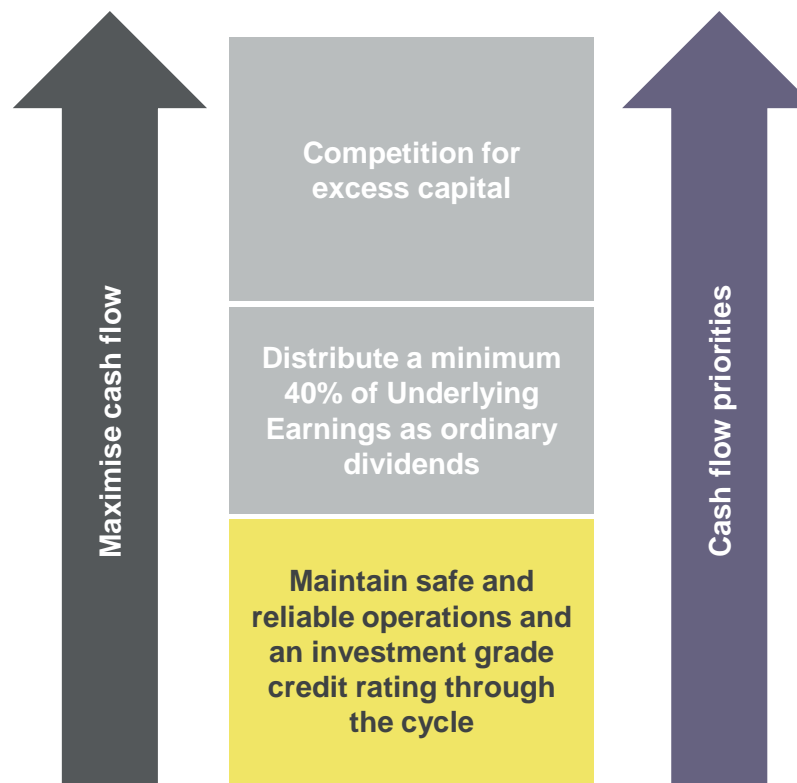 Maximise cash flow
Competition for
excess capital
Distribute a minimum
40% of Underlying
Earnings as ordinary
dividends
Maintain safe and
reliable operations and
an investment grade
credit rating through
the cycle
Cash flow priorities